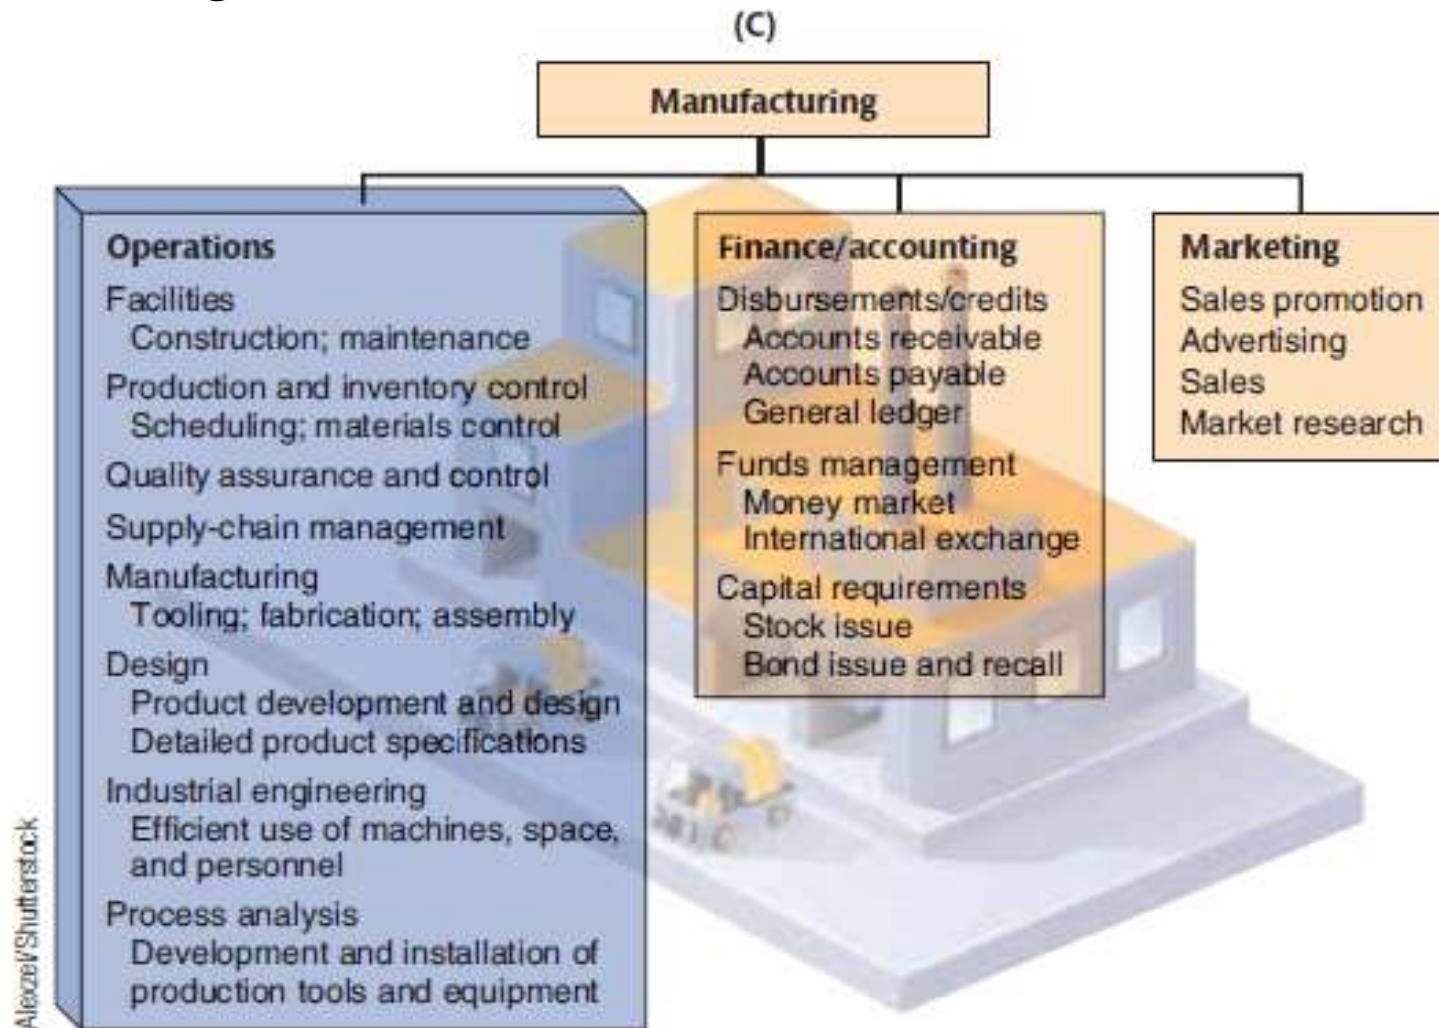 (C)
Manufacturing
Operations
Facilities
Construction; maintenance
Production and inventory control
Scheduling; materials control
Quality assurance and control
Supply-chain management
Manufacturing
Tooling; fabrication; assembly
Design
Product development and design
Detailed product specifications
Industrial engineering
Efficient use of machines, space,
and personnel
Process analysis
Development and installation of
production tools and equipment
Finance/accounting
Disbursements/credits
Accounts receivable
Accounts payable
General ledger
Funds management
Money market
International exchange
Capital requirements
Stock issue
Bond issue and recall
Marketing
Sales promotion
Advertising
Sales
Market research
Alexzel/Shutterstock